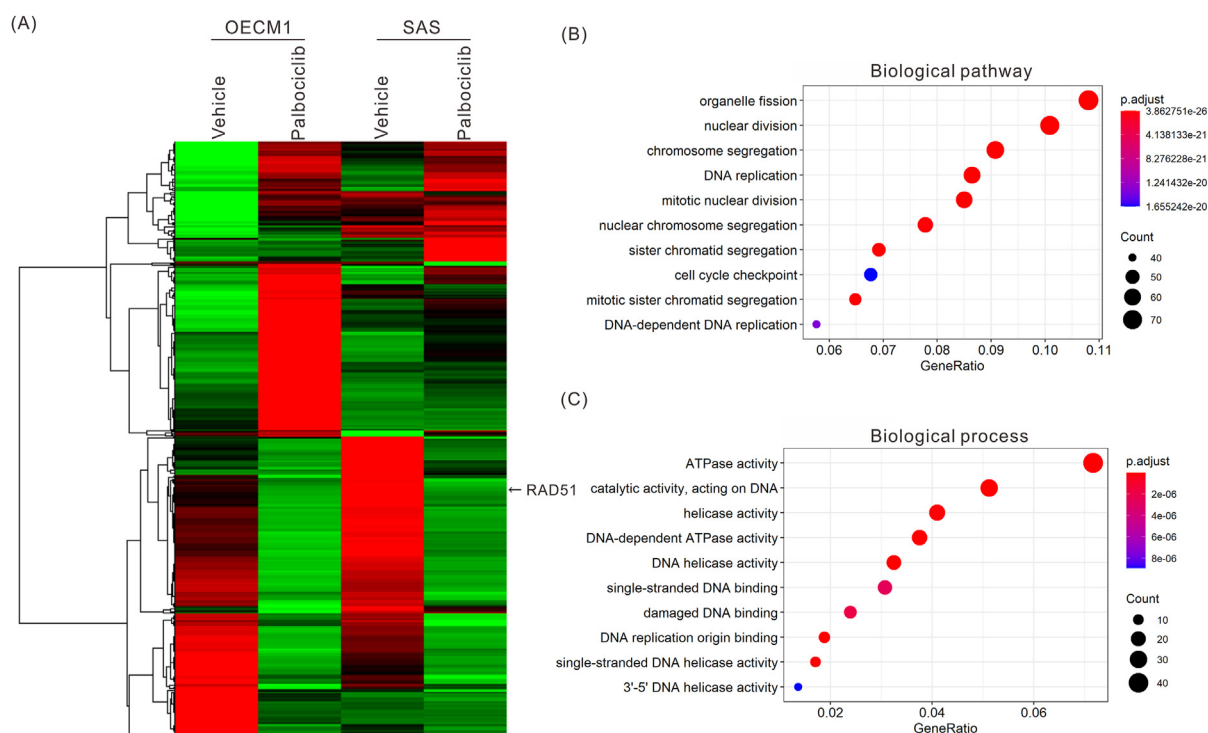 (A)
OECM1
SAS
Vehicle
Palbociclib
Vehicle
Palbociclib
← RAD51
(B)
Biological pathway
organelle fission
nuclear division
chromosome segregation
DNA replication
mitotic nuclear division
nuclear chromosome segregation
sister chromatid segregation
cell cycle checkpoint
mitotic sister chromatid segregation
DNA-dependent DNA replication
0.06 0.07 0.08 0.09 0.10 0.11
GeneRatio
p.adjust
3.862751e-26
4.138133e-21
8.276228e-21
1.241432e-20
1.655242e-20
Count
40
50
60
70
(C)
Biological process
ATPase activity
catalytic activity, acting on DNA
helicase activity
DNA-dependent ATPase activity
DNA helicase activity
single-stranded DNA binding
damaged DNA binding
DNA replication origin binding
single-stranded DNA helicase activity
3'-5' DNA helicase activity
0.02 0.04 0.06
GeneRatio
p.adjust
2e-06
4e-06
6e-06
8e-06
Count
10
20
30
40